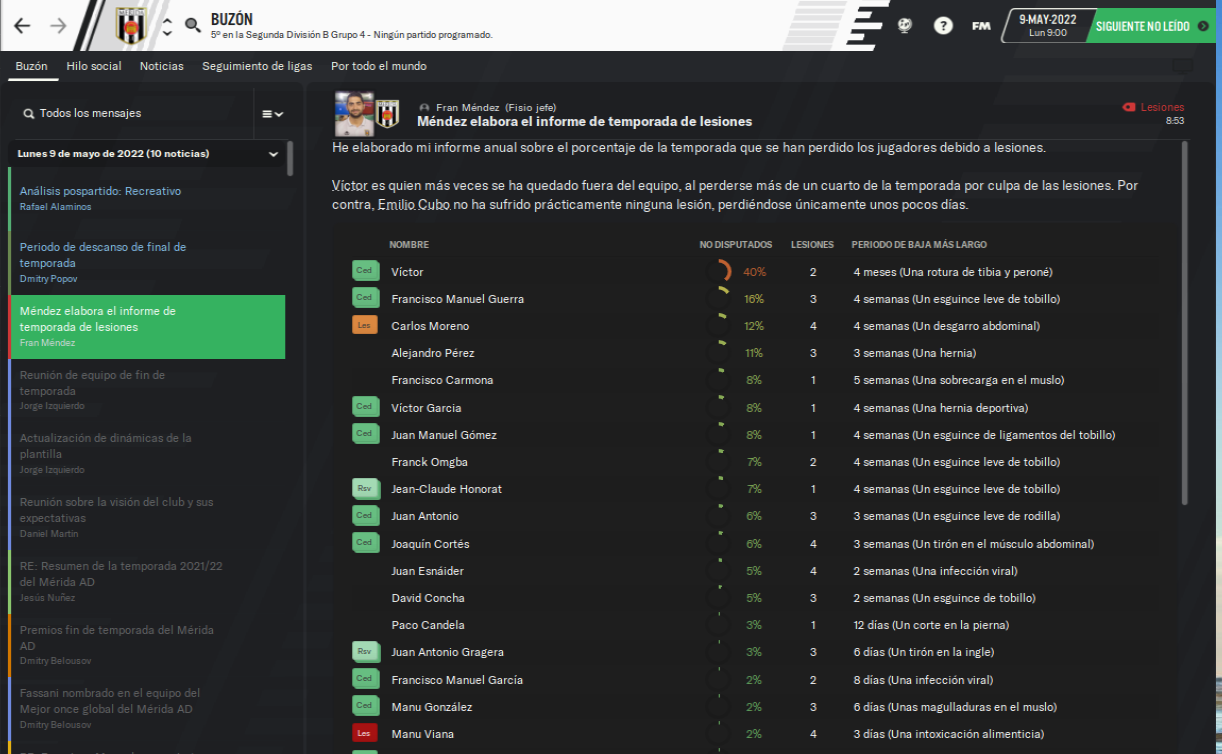 BUZÓN
5º en la Segunda División B Grupo 4 - Ningún partido programado.
FM
9-MAY-2022
Lun 9:00
SIGUIENTE NO LEÍDO
Buzón Hilo social Noticias Seguimiento de ligas Por todo el mundo
Todos los mensajes
Lunes 9 de mayo de 2022 (10 noticias)
Análisis pospartido: Recreativo
Rafael Alaminos
Periodo de descanso de final de
temporada
Dmitry Popov
Méndez elabora el informe de
temporada de lesiones
Fran Méndez
Reunión de equipo de fin de
temporada
Jorge Izquierdo
Actualización de dinámicas de la
plantilla
Jorge Izquierdo
Reunión sobre la visión del club y sus
expectativas
Daniel Martín
RE: Resumen de la temporada 2021/22
del Mérida AD
Jesús Nuñez
Premios fin de temporada del Mérida
AD
Dmitry Belousov
Fassani nombrado en el equipo del
Mejor once global del Mérida AD
Dmitry Belousov
Fran Méndez (Fisio jefe)
Méndez elabora el informe de temporada de lesiones
Lesiones
8:53
He elaborado mi informe anual sobre el porcentaje de la temporada que se han perdido los jugadores debido a lesiones.
Víctor es quien más veces se ha quedado fuera del equipo, al perderse más de un cuarto de la temporada por culpa de las lesiones. Por
contra, Emilio Cubo no ha sufrido prácticamente ninguna lesión, perdiéndose únicamente unos pocos días.
NOMBRE NO DISPUTADOS LESIONES PERIODO DE BAJA MÁS LARGO
Ced Víctor 40% 2 4 meses (Una rotura de tibia y peroné)
Ced Francisco Manuel Guerra 16% 3 4 semanas (Un esguince leve de tobillo)
Les Carlos Moreno 12% 4 4 semanas (Un desgarro abdominal)
Alejandro Pérez 11% 3 3 semanas (Una hernia)
Francisco Carmona 8% 1 5 semanas (Una sobrecarga en el muslo)
Ced Víctor Garcia 8% 1 4 semanas (Una hernia deportiva)
Ced Juan Manuel Gómez 8% 1 4 semanas (Un esguince de ligamentos del tobillo)
Franck Omgba 7% 2 4 semanas (Un esguince leve de tobillo)
Rsv Jean-Claude Honorat 7% 1 4 semanas (Un esguince leve de tobillo)
Ced Juan Antonio 6% 3 3 semanas (Un esguince leve de rodilla)
Ced Joaquín Cortés 6% 4 3 semanas (Un tirón en el músculo abdominal)
Juan Esnáider 5% 4 2 semanas (Una infección viral)
David Concha 5% 3 2 semanas (Un esguince de tobillo)
Paco Candela 3% 1 12 días (Un corte en la pierna)
Rsv Juan Antonio Gragera 3% 3 6 días (Un tirón en la ingle)
Ced Francisco Manuel García 2% 2 8 días (Una infección viral)
Ced Manu González 2% 3 6 días (Unas magulladuras en el muslo)
Les Manu Viana 2% 4 3 días (Una intoxicación alimenticia)